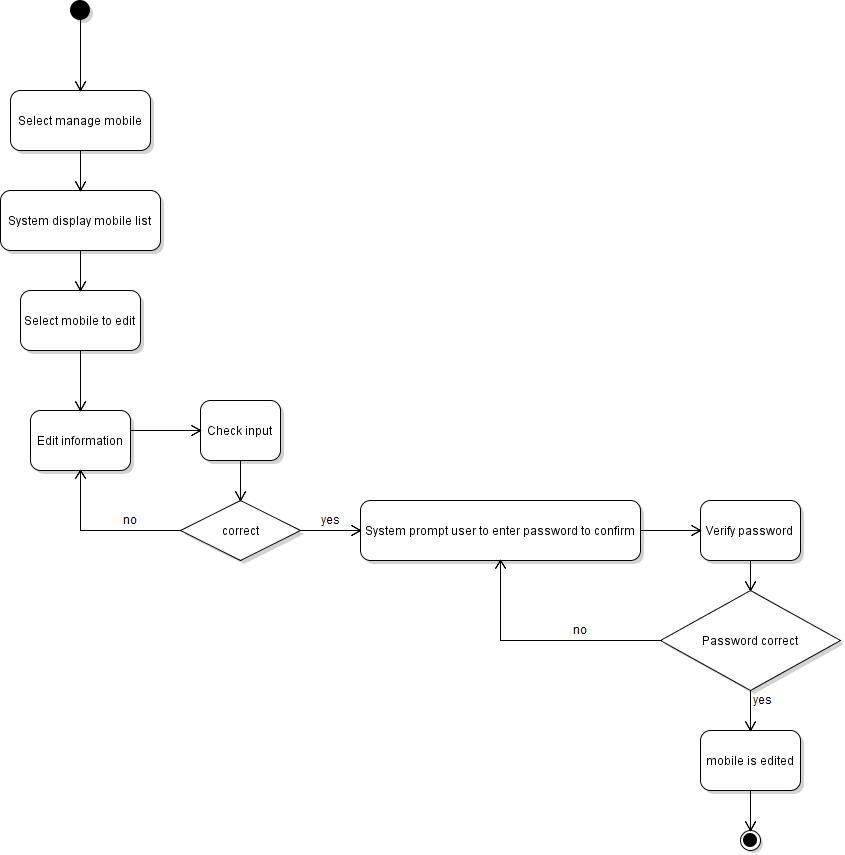 Select manage mobile
System display mobile list
Select mobile to edit
Edit information
Check input
no
correct
yes
System prompt user to enter password to confirm
Verify password
no
Password correct
yes
mobile is edited